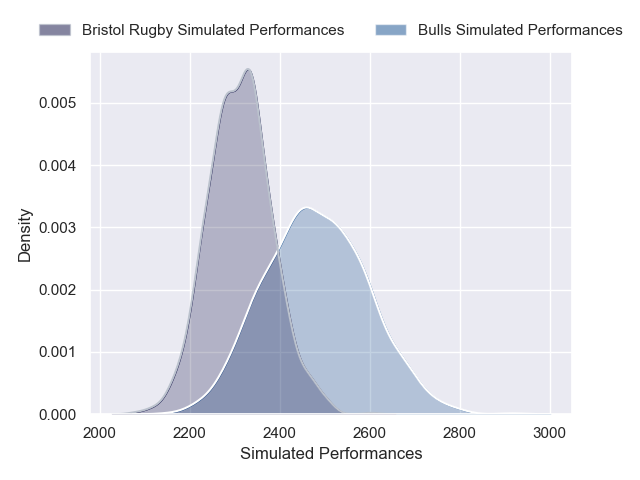 Bristol Rugby Simulated Performances
Bulls Simulated Performances
0.005
0.004
0.003
0.002
0.001
0.000
Density
2000 2200 2400 2600 2800 3000
Simulated Performances